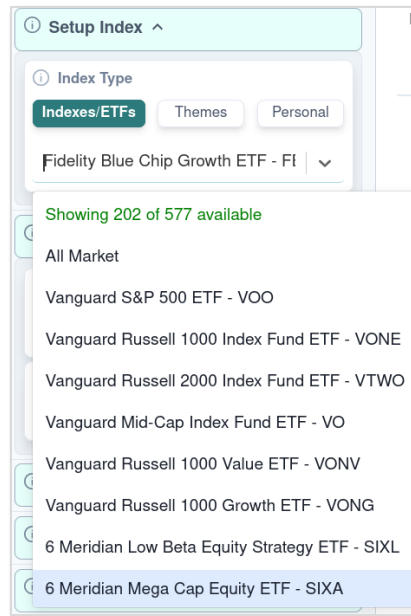 Setup Index
Index Type
Indexes/ETFs
Themes
Personal
Fidelity Blue Chip Growth ETF - FB
Showing 202 of 577 available
All Market
Vanguard S&P 500 ETF - VOO
Vanguard Russell 1000 Index Fund ETF - VONE
Vanguard Russell 2000 Index Fund ETF - VTWO
Vanguard Mid-Cap Index Fund ETF - VO
Vanguard Russell 1000 Value ETF - VONV
Vanguard Russell 1000 Growth ETF - VONG
6 Meridian Low Beta Equity Strategy ETF - SIXL
6 Meridian Mega Cap Equity ETF - SIXA